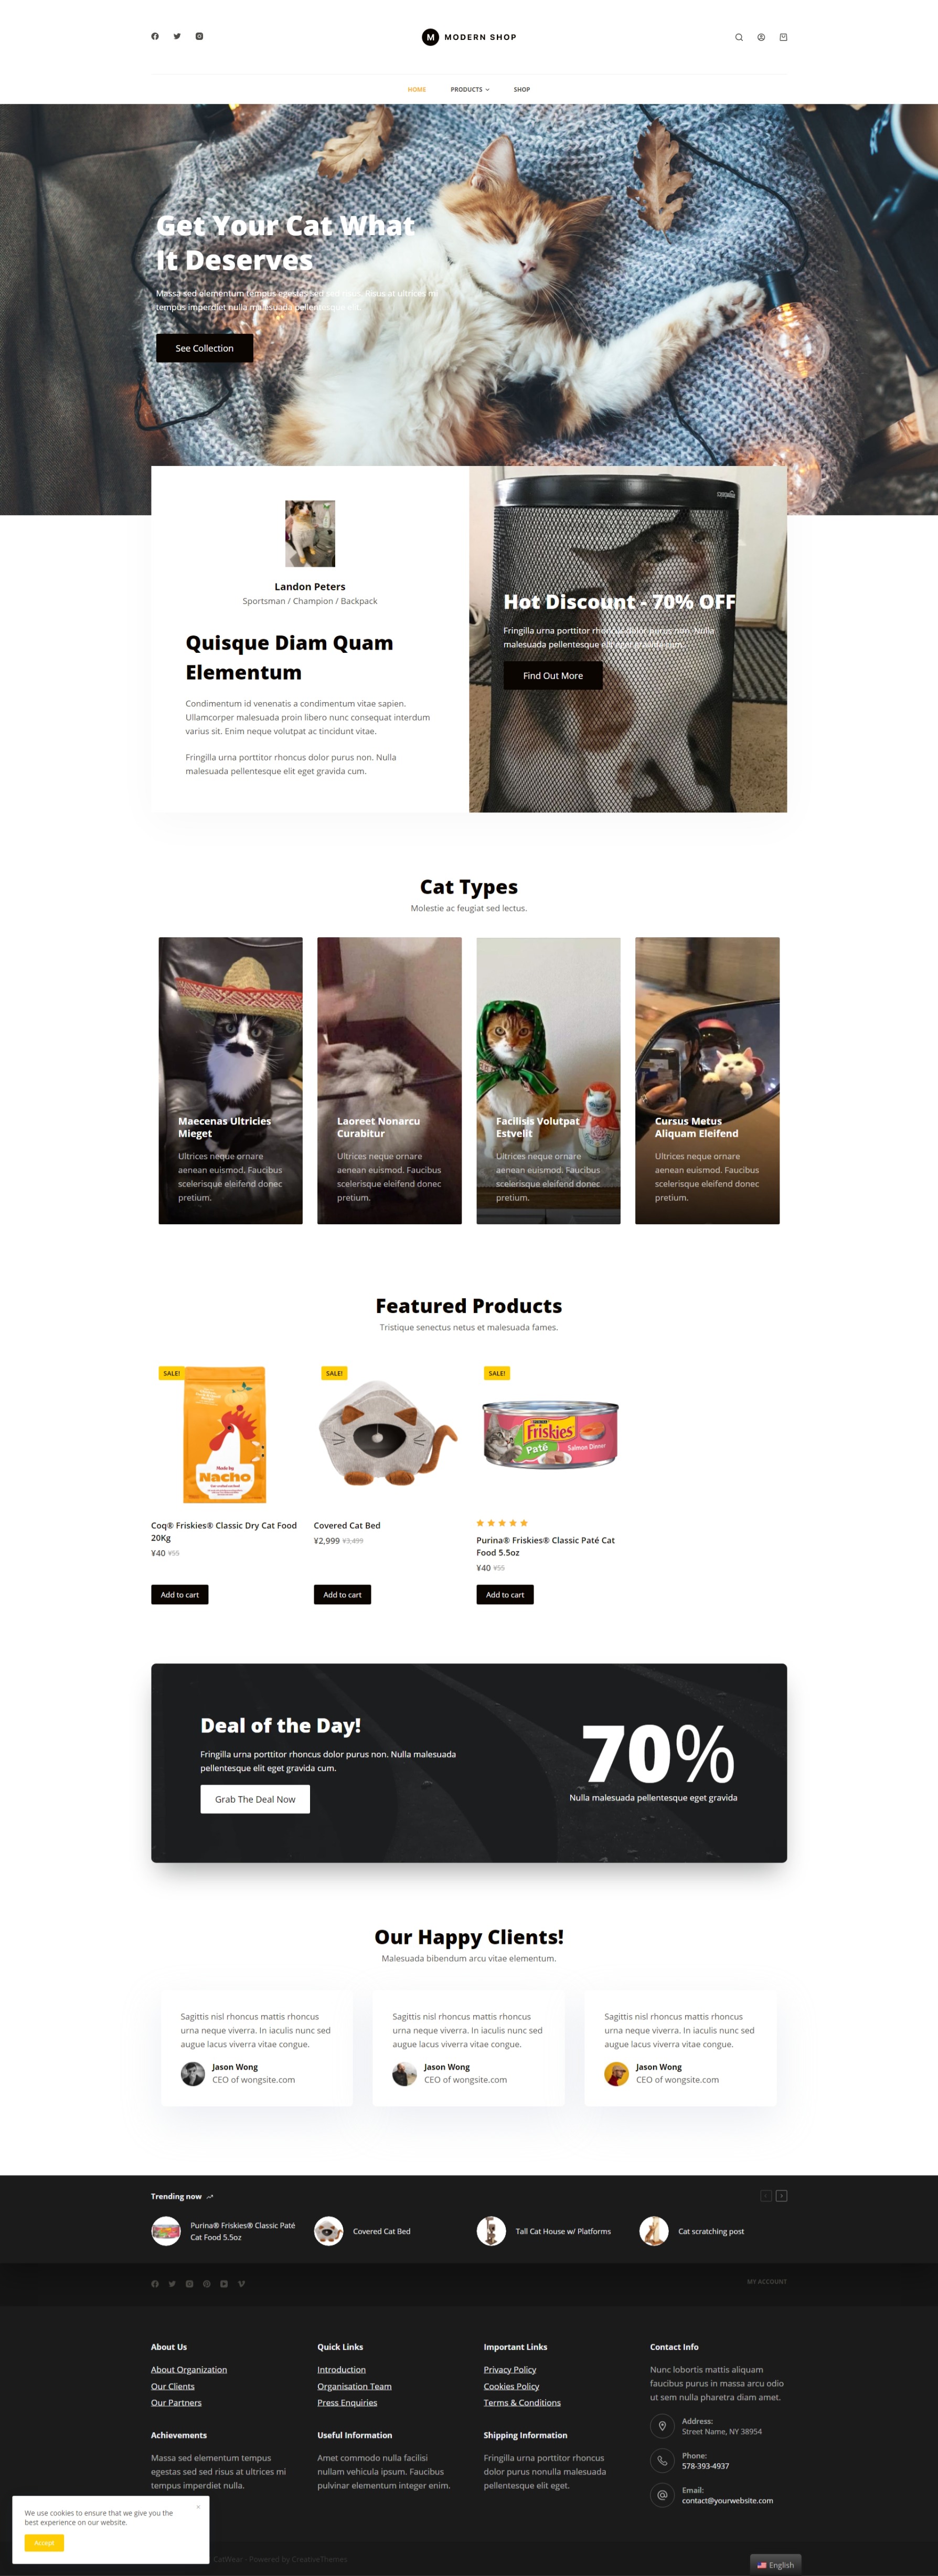 M MODERN SHOP
HOME
PRODUCTS
SHOP
Get Your Cat What
It Deserves
Massa sed elementum tempus egestas sed sed risus at ultrices mi
tempus imperdiet nulla malesuada pellentesque elit.
See Collection
Landon Peters
Sportsman / Champion / Backpack
Quisque Diam Quam
Elementum
Condimentum id venenatis a condimentum vitae sapien.
Ullamcorper malesuada proin libero nunc consequat interdum
varius sit. Enim neque volutpat ac tincidunt vitae.
Fringilla urna porttitor rhoncus dolor purus non. Nulla
malesuada pellentesque elit eget gravida cum.
Hot Discount - 70% OFF
Fringilla urna porttitor rhoncus dolor purus non. Nulla
malesuada pellentesque elit eget gravida cum.
Find Out More
Cat Types
Molestie ac feugiat sed lectus.
Maecenas Ultricies
Mieget
Ultrices neque ornare
aenean euismod. Faucibus
scelerisque eleifend donec
pretium.
Laoreet Nonarcu
Curabitur
Ultrices neque ornare
aenean euismod. Faucibus
scelerisque eleifend donec
pretium.
Facilisis Volutpat
Estvelit
Ultrices neque ornare
aenean euismod. Faucibus
scelerisque eleifend donec
pretium.
Cursus Metus
Aliquam Eleifend
Ultrices neque ornare
aenean euismod. Faucibus
scelerisque eleifend donec
pretium.
Featured Products
Tristique senectus netus et malesuada fames.
SALE!
Made by
Nacho
Coq® Friskies® Classic Dry Cat Food
20Kg
¥40 ¥55
Add to cart
SALE!
Covered Cat Bed
¥2,999 ¥3,499
Add to cart
SALE!
PURINA
Friskies
Paté
Salmon Dinner
Purina® Friskies® Classic Paté Cat
Food 5.5oz
¥40 ¥55
Add to cart
Deal of the Day!
Fringilla urna porttitor rhoncus dolor purus non. Nulla malesuada
pellentesque elit eget gravida cum.
Grab The Deal Now
70%
Nulla malesuada pellentesque eget gravida
Our Happy Clients!
Malesuada bibendum arcu vitae elementum.
Sagittis nisl rhoncus mattis rhoncus
urna neque viverra. In iaculis nunc sed
augue lacus viverra vitae congue.
Jason Wong
CEO of wongsite.com
Sagittis nisl rhoncus mattis rhoncus
urna neque viverra. In iaculis nunc sed
augue lacus viverra vitae congue.
Jason Wong
CEO of wongsite.com
Sagittis nisl rhoncus mattis rhoncus
urna neque viverra. In iaculis nunc sed
augue lacus viverra vitae congue.
Jason Wong
CEO of wongsite.com
Trending now
Purina® Friskies® Classic Paté
Cat Food 5.5oz
Covered Cat Bed
Tall Cat House w/ Platforms
Cat scratching post
MY ACCOUNT
About Us
About Organization
Our Clients
Our Partners
Quick Links
Introduction
Organisation Team
Press Enquiries
Important Links
Privacy Policy
Cookies Policy
Terms & Conditions
Contact Info
Nunc lobortis mattis aliquam
faucibus purus in massa arcu odio
ut sem nulla pharetra diam amet.
Address:
Street Name, NY 38954
Phone:
578-393-4937
Email:
contact@yourwebsite.com
Achievements
Massa sed elementum tempus
egestas sed sed risus at ultrices mi
tempus imperdiet nulla.
Useful Information
Amet commodo nulla facilisi
nullam vehicula ipsum. Faucibus
pulvinar elementum integer enim.
Shipping Information
Fringilla urna porttitor rhoncus
dolor purus nonulla malesuada
pellentesque elit eget.
We use cookies to ensure that we give you the
best experience on our website.
Accept
CatWear - Powered by CreativeThemes
English